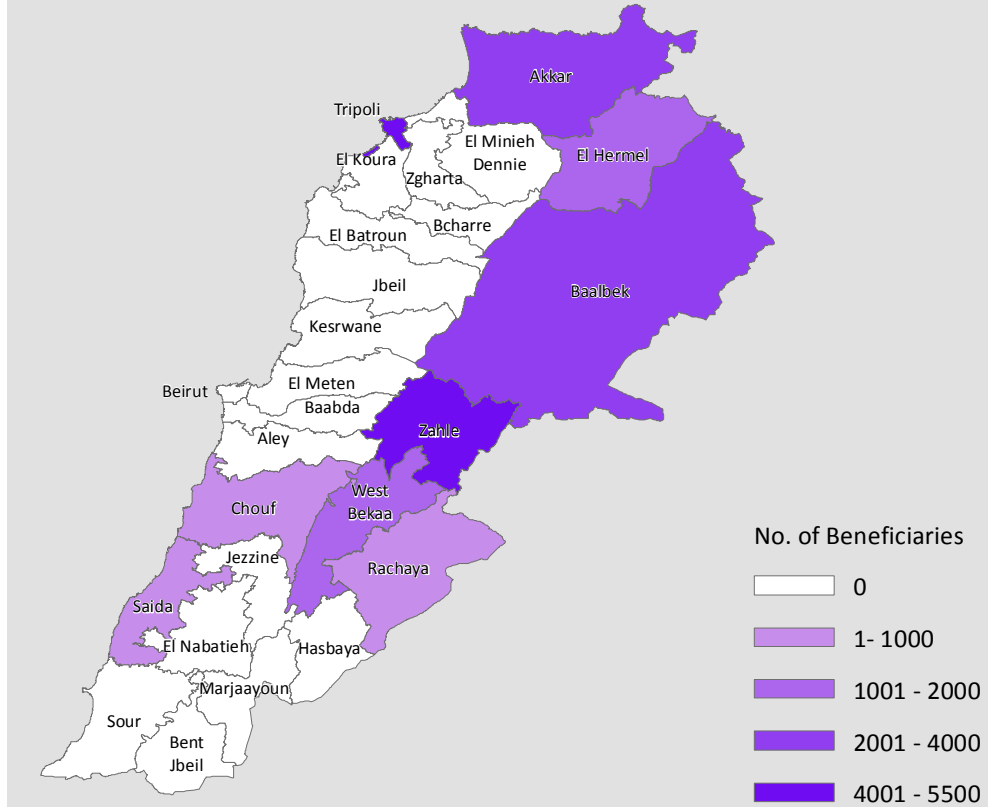 Akkar
Tripoli
El Minieh
Dennie
El Hermel
El Koura
Zgharta
Bcharre
El Batroun
Jbeil
Baalbek
Kesrwane
El Meten
Beirut
Baabda
Aley
Zahle
West
Bekaa
Chouf
Jezzine
Rachaya
Saida
El Nabatieh
Hasbaya
Marjaayoun
Sour
Bent
Jbeil
No. of Beneficiaries
0
1- 1000
1001 - 2000
2001 - 4000
4001 - 5500